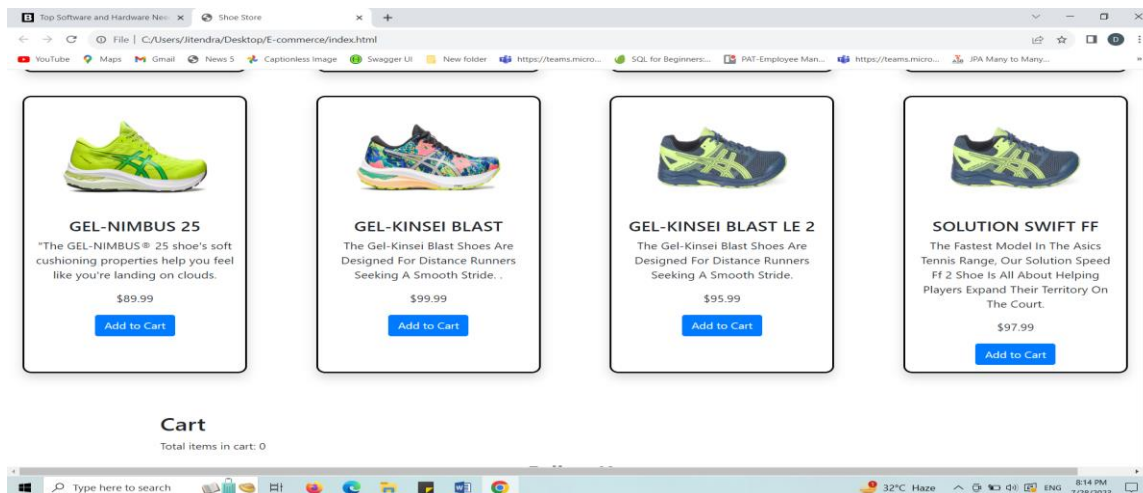 Top Software and Hardware New
Shoe Store
File | C:/Users/Jitendra/Desktop/E-commerce/index.html
D
YouTube Maps Gmail News 5 Captionless Image Swagger UI New folder https://teams.micro... SQL for Beginners:... PAT-Employee Man... https://teams.micro... JPA Many to Many...
GEL-NIMBUS 25
"The GEL-NIMBUS® 25 shoe's soft
cushioning properties help you feel
like you're landing on clouds.
$89.99
Add to Cart
GEL-KINSEI BLAST
The Gel-Kinsei Blast Shoes Are
Designed For Distance Runners
Seeking A Smooth Stride. .
$99.99
Add to Cart
GEL-KINSEI BLAST LE 2
The Gel-Kinsei Blast Shoes Are
Designed For Distance Runners
Seeking A Smooth Stride.
$95.99
Add to Cart
SOLUTION SWIFT FF
The Fastest Model In The Asics
Tennis Range, Our Solution Speed
Ff 2 Shoe Is All About Helping
Players Expand Their Territory On
The Court.
$97.99
Add to Cart
Cart
Total items in cart: 0
Type here to search
32°C Haze
ENG
8:14 PM